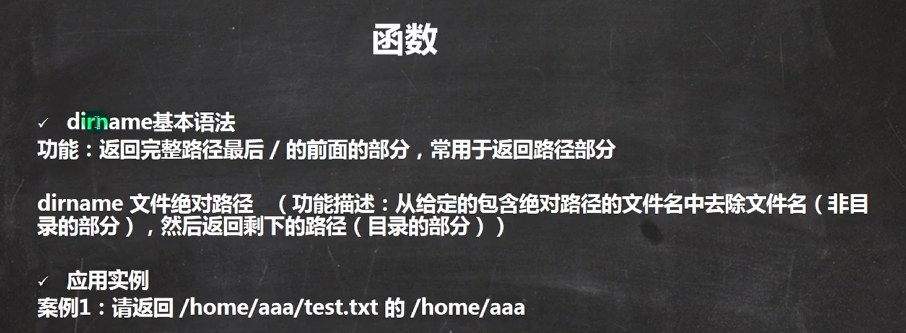 函数
✓ dirname基本语法
功能：返回完整路径最后 / 的前面的部分，常用于返回路径部分
dirname 文件绝对路径 （功能描述：从给定的包含绝对路径的文件名中去除文件名（非目
录的部分），然后返回剩下的路径（目录的部分））
✓ 应用实例
案例1：请返回 /home/aaa/test.txt 的 /home/aaa